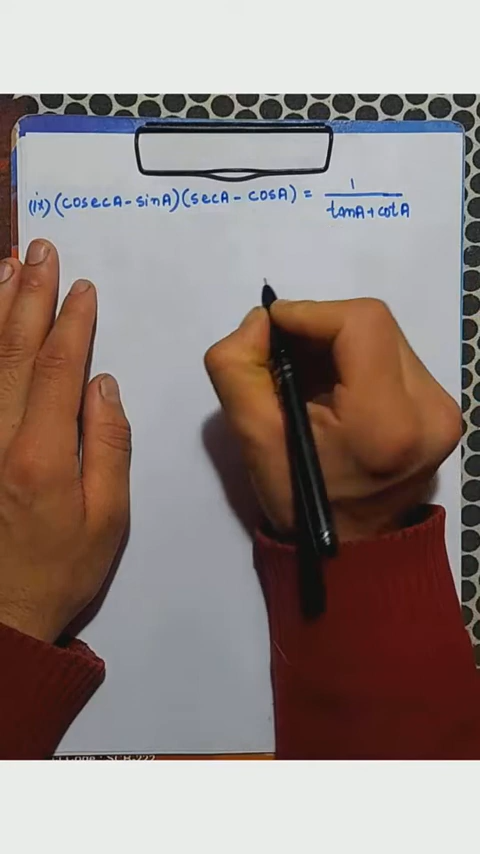 (ix) (cosecA - sinA) (secA - cosA) = 1 / tanA + cotA